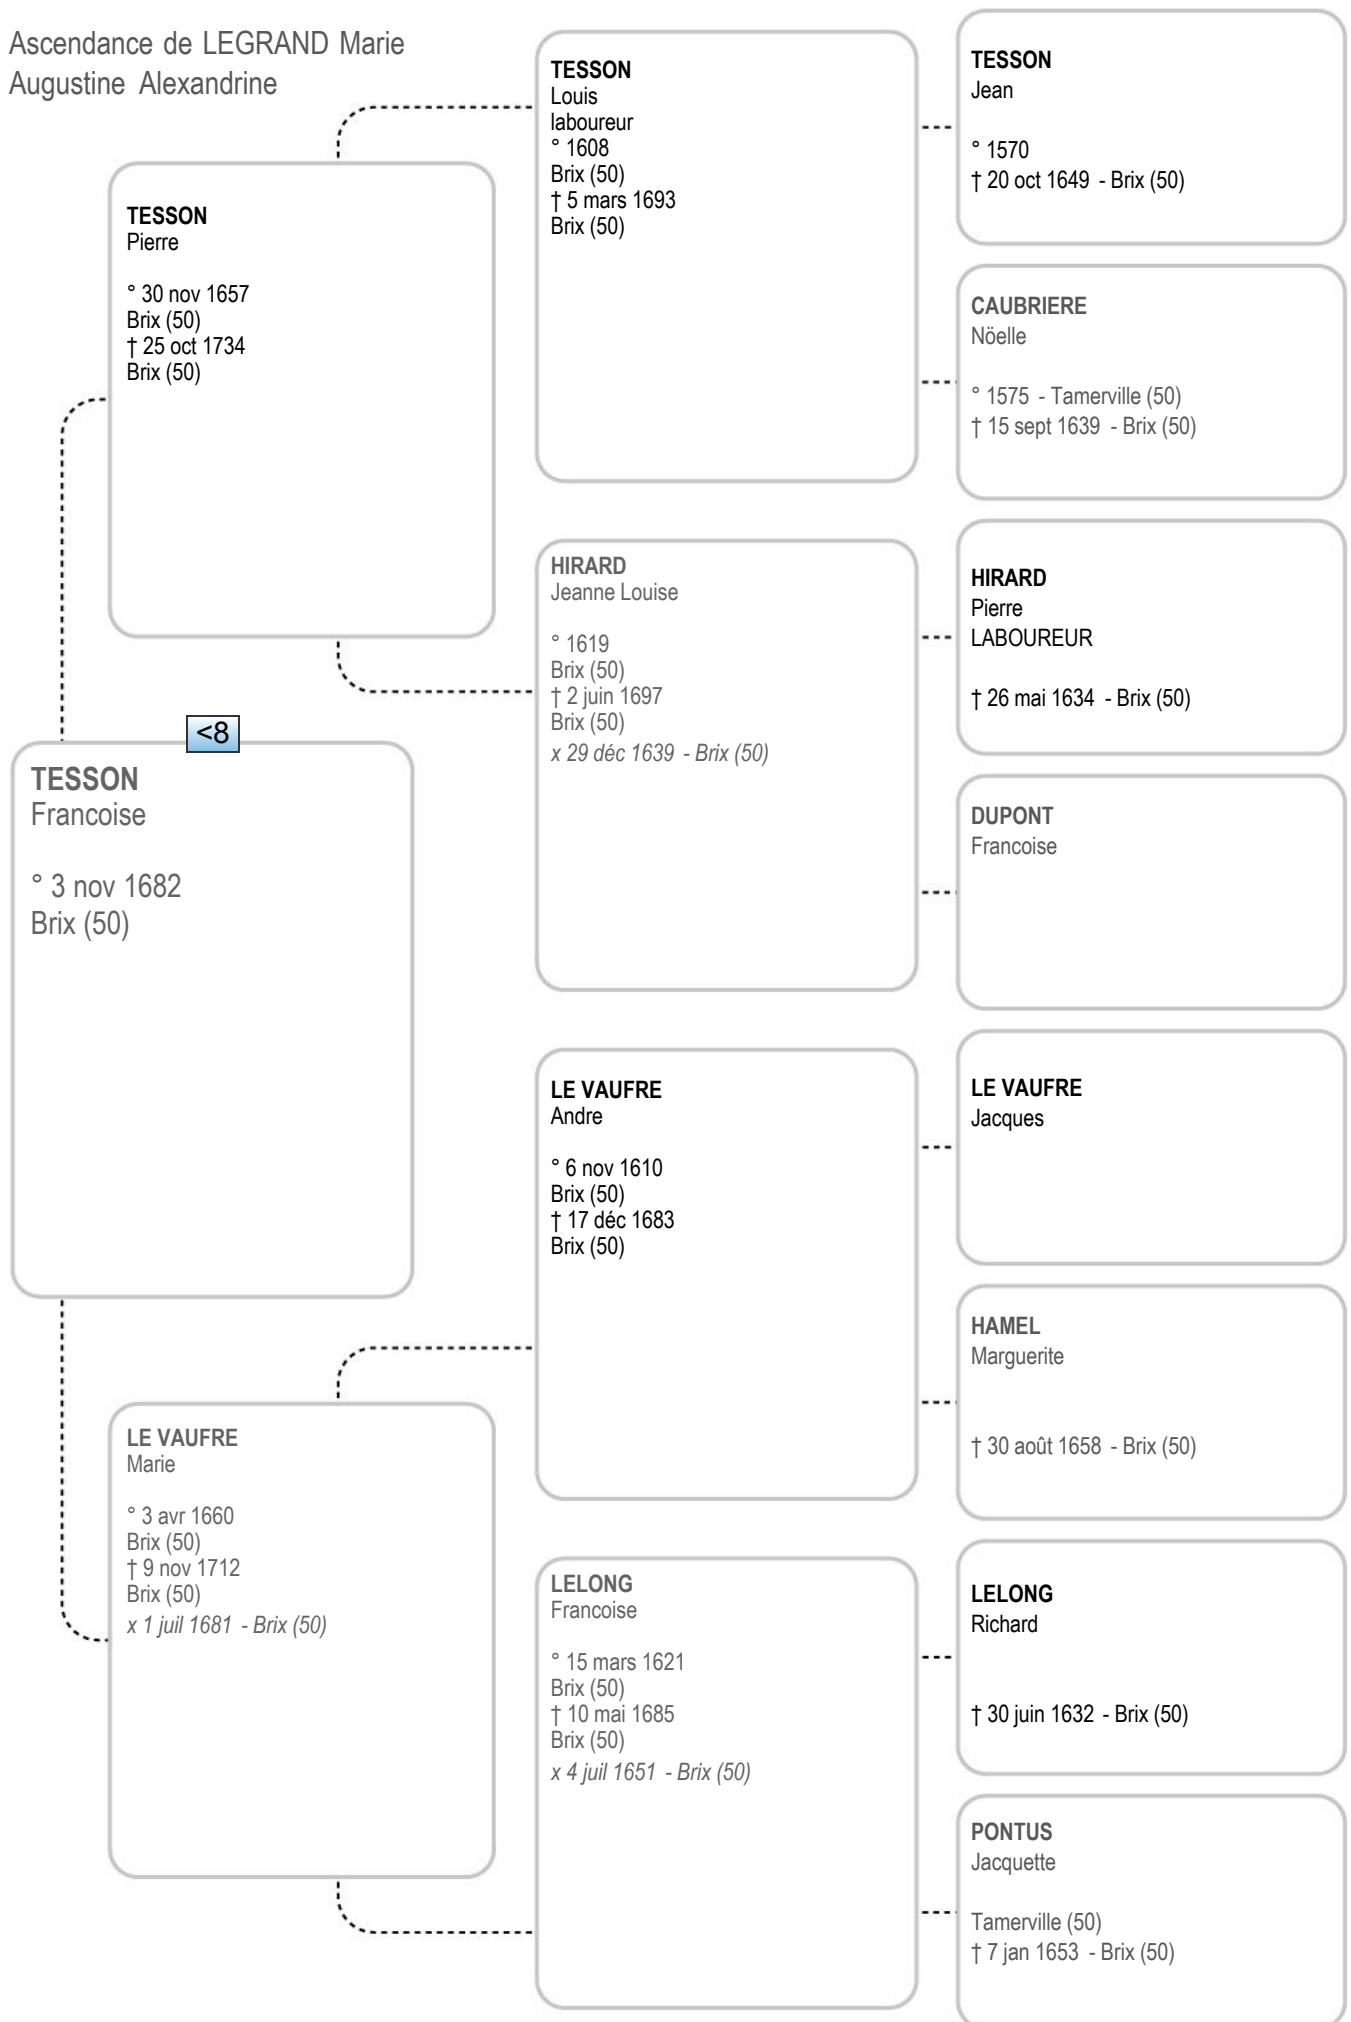 Ascendance de LEGRAND Marie
Augustine Alexandrine
<8
TESSON
Francoise
° 3 nov 1682
Brix (50)
TESSON
Pierre
° 30 nov 1657
Brix (50)
† 25 oct 1734
Brix (50)
LE VAUFRE
Marie
° 3 avr 1660
Brix (50)
† 9 nov 1712
Brix (50)
x 1 juil 1681 - Brix (50)
TESSON
Louis
laboureur
° 1608
Brix (50)
† 5 mars 1693
Brix (50)
HIRARD
Jeanne Louise
° 1619
Brix (50)
† 2 juin 1697
Brix (50)
x 29 déc 1639 - Brix (50)
LE VAUFRE
Andre
° 6 nov 1610
Brix (50)
† 17 déc 1683
Brix (50)
LELONG
Francoise
° 15 mars 1621
Brix (50)
† 10 mai 1685
Brix (50)
x 4 juil 1651 - Brix (50)
TESSON
Jean
° 1570
† 20 oct 1649 - Brix (50)
CAUBRIERE
Nöelle
° 1575 - Tamerville (50)
† 15 sept 1639 - Brix (50)
HIRARD
Pierre
LABOUREUR
† 26 mai 1634 - Brix (50)
DUPONT
Francoise
LE VAUFRE
Jacques
HAMEL
Marguerite
† 30 août 1658 - Brix (50)
LELONG
Richard
† 30 juin 1632 - Brix (50)
PONTUS
Jacquette
Tamerville (50)
† 7 jan 1653 - Brix (50)